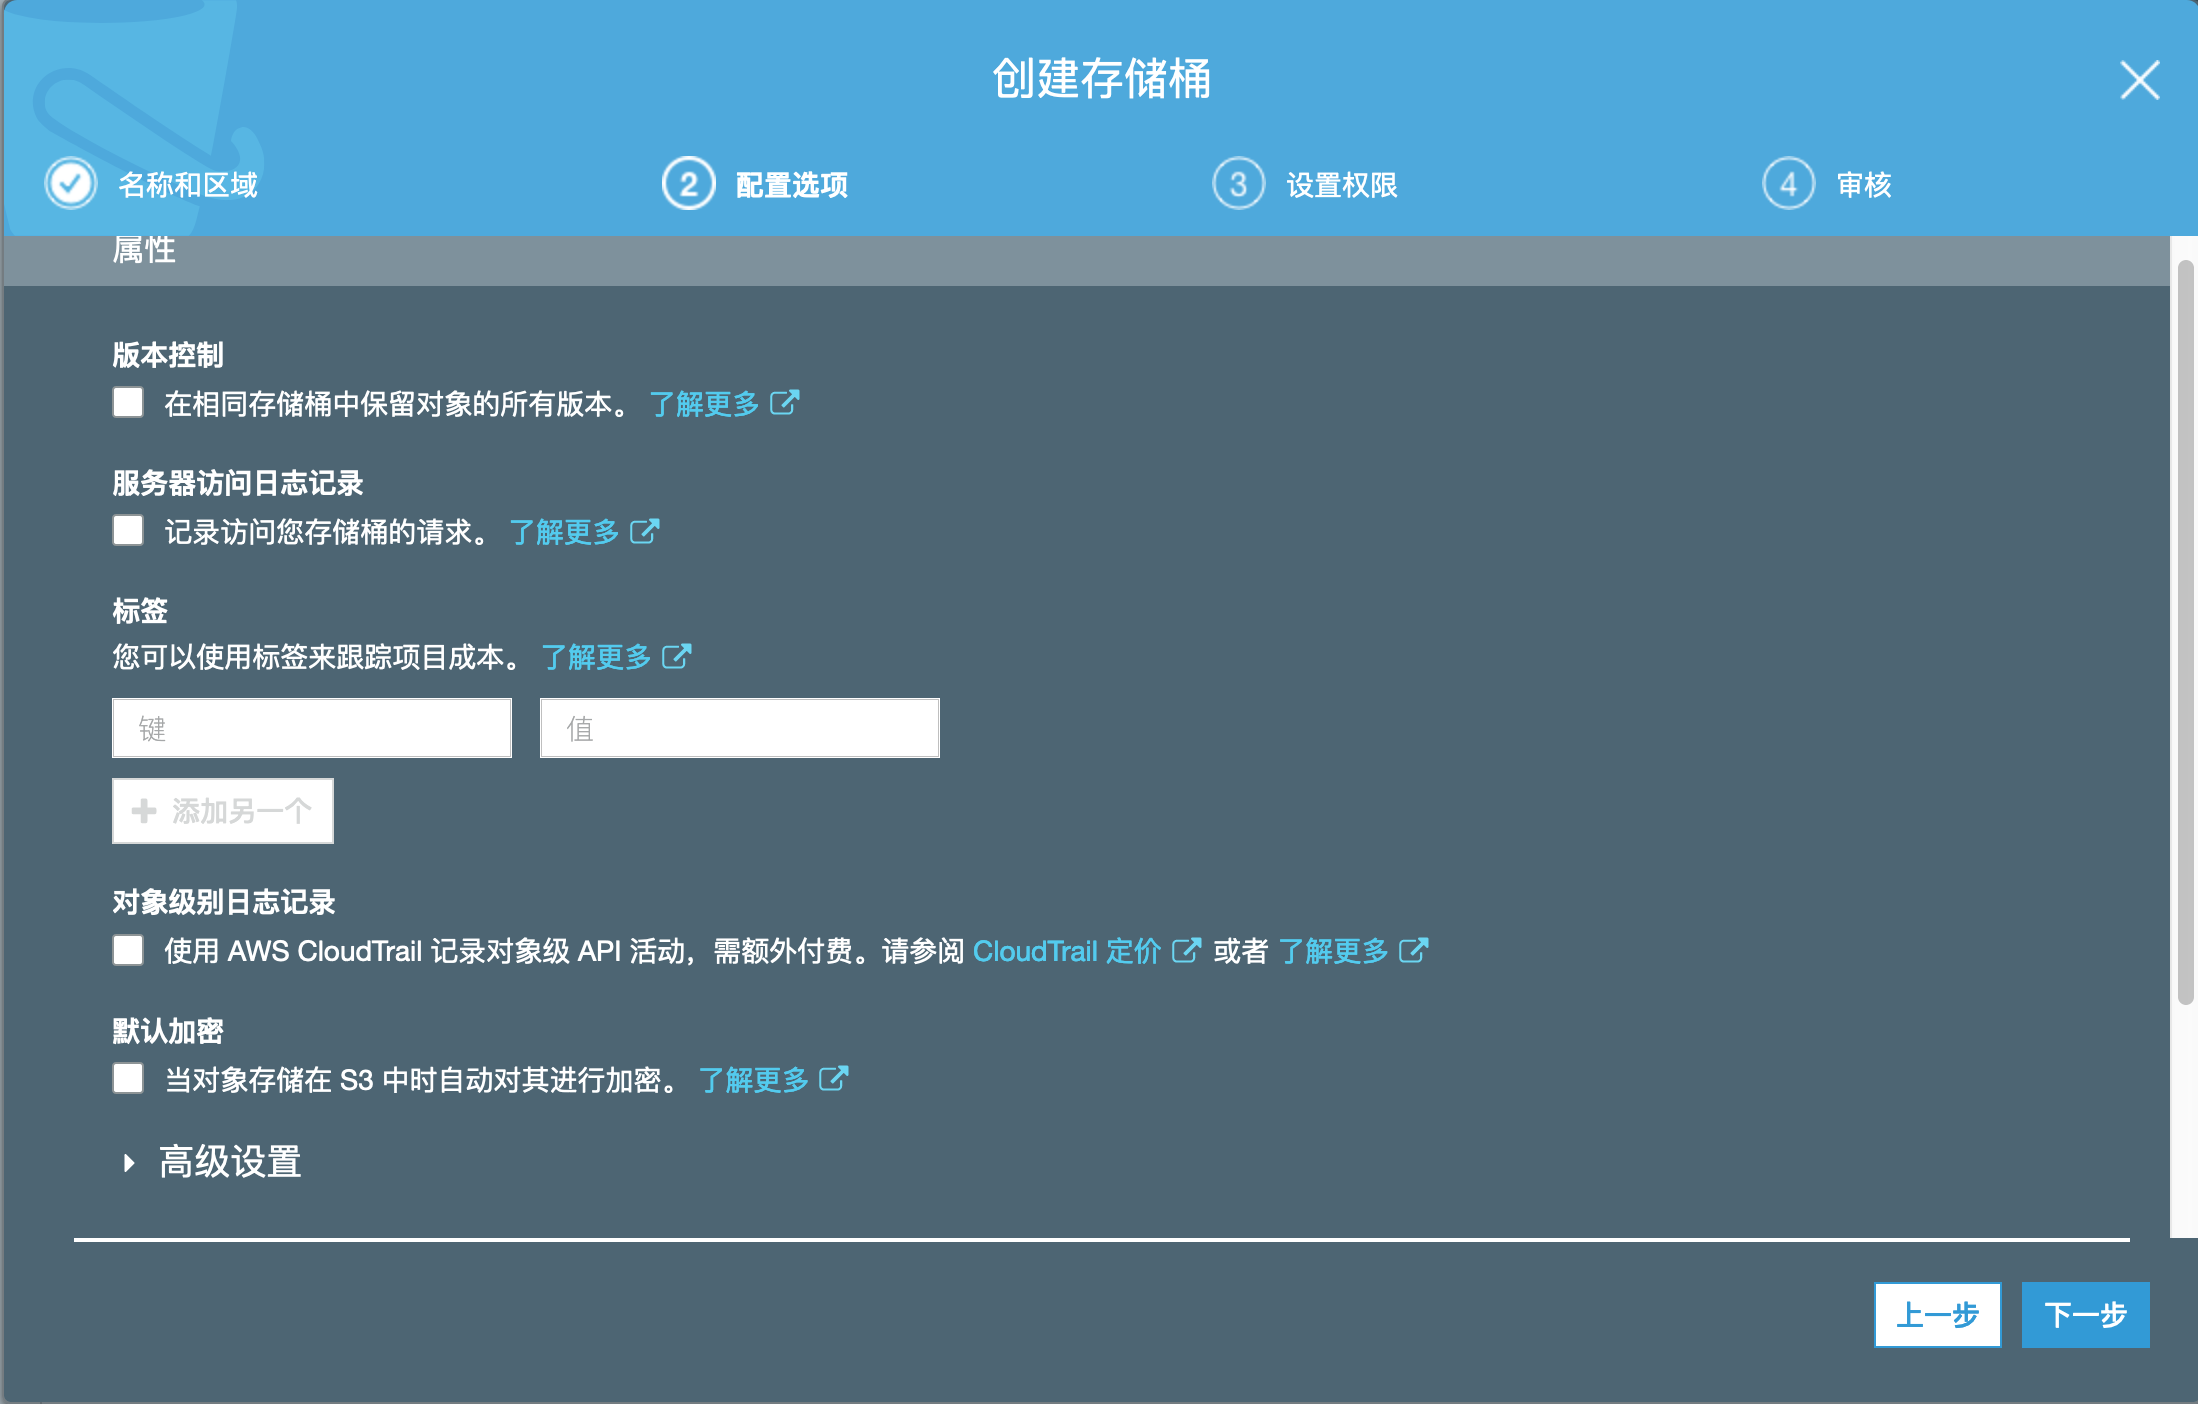 创建存储桶
名称和区域
2 配置选项
3 设置权限
4 审核
属性
版本控制
在相同存储桶中保留对象的所有版本。 了解更多
服务器访问日志记录
记录访问您存储桶的请求。 了解更多
标签
您可以使用标签来跟踪项目成本。 了解更多
键 值
添加另一个
对象级别日志记录
使用 AWS CloudTrail 记录对象级 API 活动，需额外付费。请参阅 CloudTrail 定价 或者 了解更多
默认加密
当对象存储在 S3 中时自动对其进行加密。 了解更多
高级设置
上一步 下一步